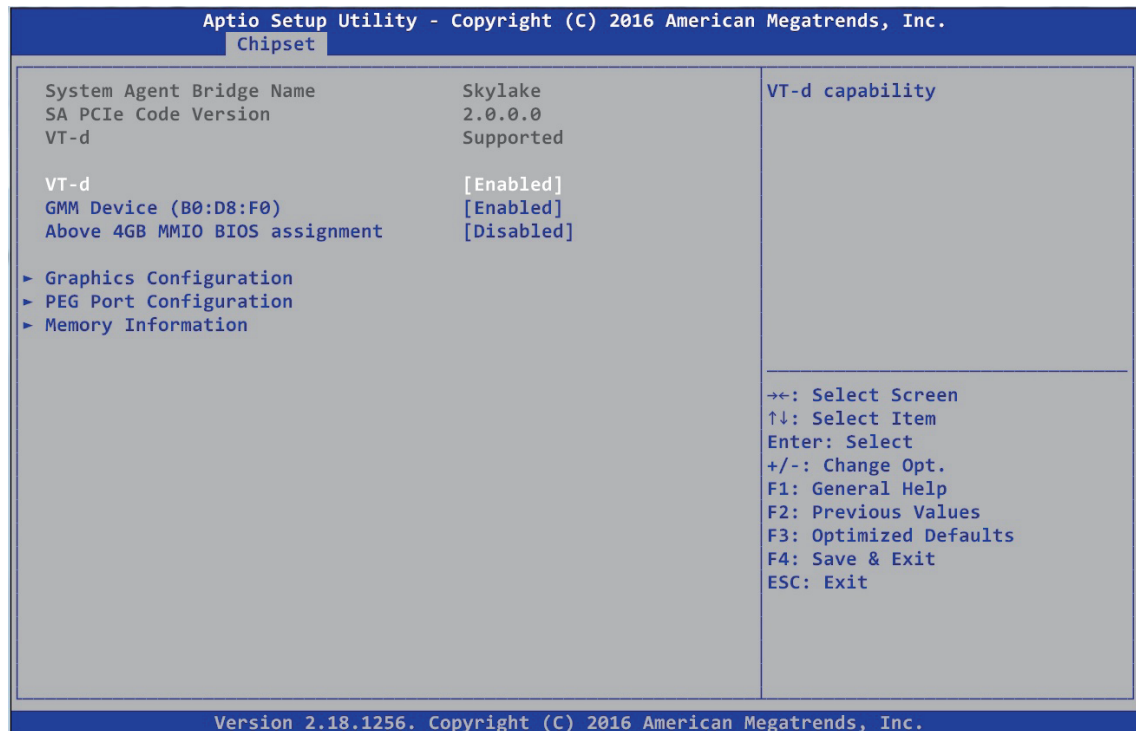 Aptio Setup Utility - Copyright (C) 2016 American Megatrends, Inc.
Chipset
System Agent Bridge Name Skylake
SA PCIe Code Version 2.0.0.0
VT-d Supported
VT-d [Enabled]
GMM Device (B0:D8:F0) [Enabled]
Above 4GB MMIO BIOS assignment [Disabled]
► Graphics Configuration
► PEG Port Configuration
► Memory Information
VT-d capability
→←: Select Screen
↑↓: Select Item
Enter: Select
+/-: Change Opt.
F1: General Help
F2: Previous Values
F3: Optimized Defaults
F4: Save & Exit
ESC: Exit
Version 2.18.1256. Copyright (C) 2016 American Megatrends, Inc.